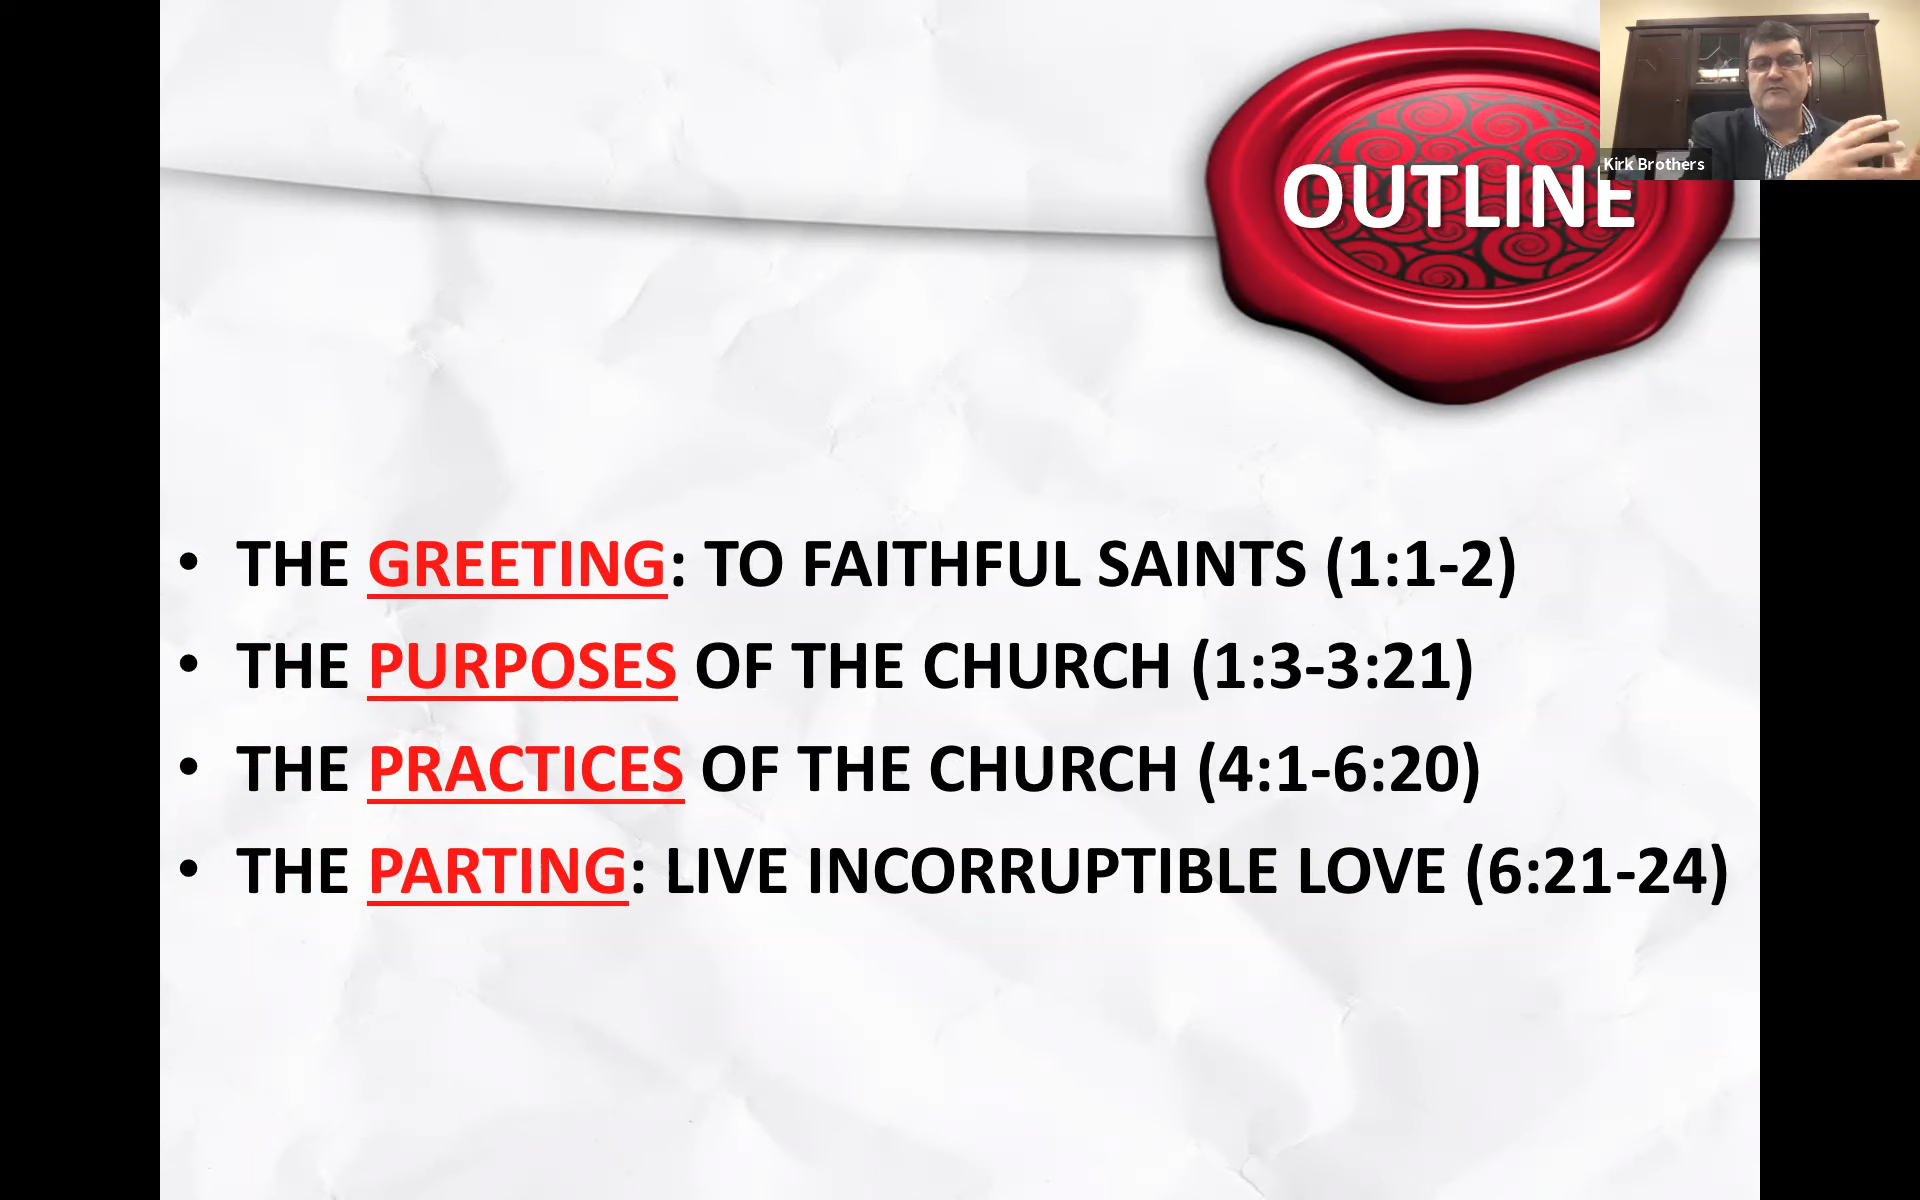 OUTLINE
Kirk Brothers
• THE GREETING: TO FAITHFUL SAINTS (1:1-2)
• THE PURPOSES OF THE CHURCH (1:3-3:21)
• THE PRACTICES OF THE CHURCH (4:1-6:20)
• THE PARTING: LIVE INCORRUPTIBLE LOVE (6:21-24)